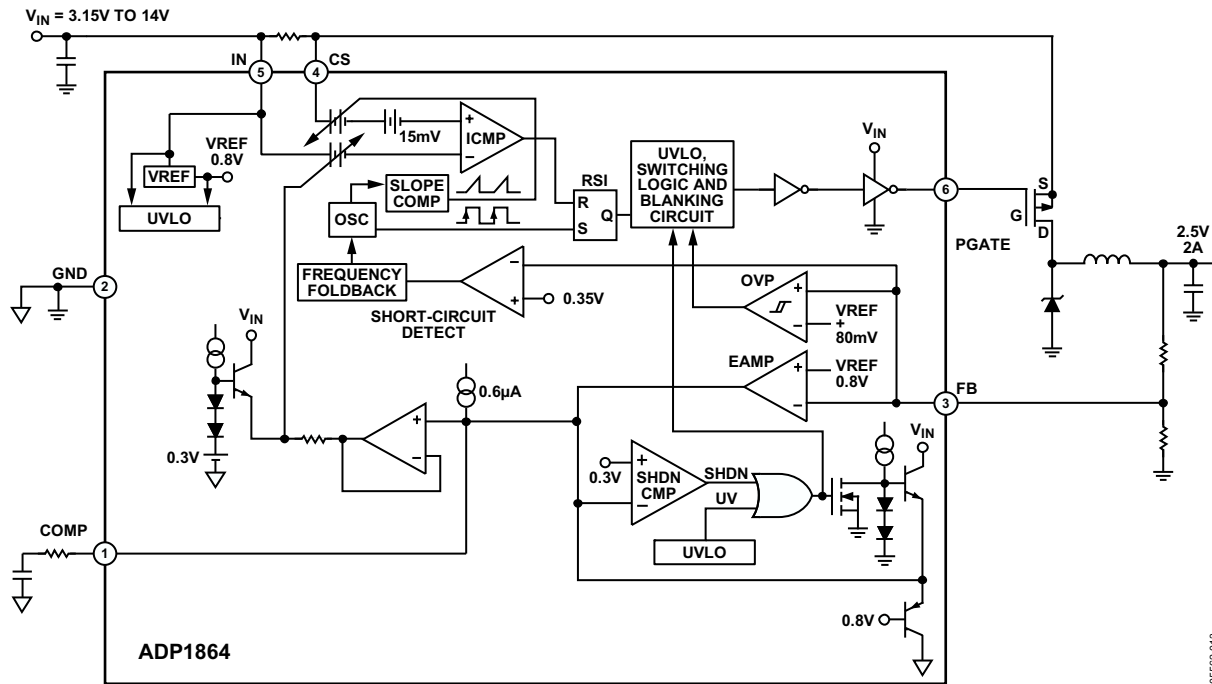 VIN = 3.15V TO 14V
IN
5
CS
4
15mV
+
–
ICMP
VREF
0.8V
VREF
UVLO
SLOPE
COMP
OSC
RSI
R
S
Q
UVLO,
SWITCHING
LOGIC AND
BLANKING
CIRCUIT
VIN
6
PGATE
S
G
D
2.5V
2A
GND
2
FREQUENCY
FOLDBACK
–
+
0.35V
SHORT-CIRCUIT
DETECT
OVP
+
–
VREF
+
80mV
EAMP
+
–
VREF
0.8V
FB
3
VIN
0.3V
0.6µA
+
–
0.3V
+
–
SHDN
CMP
SHDN
UV
UVLO
VIN
0.8V
COMP
1
ADP1864